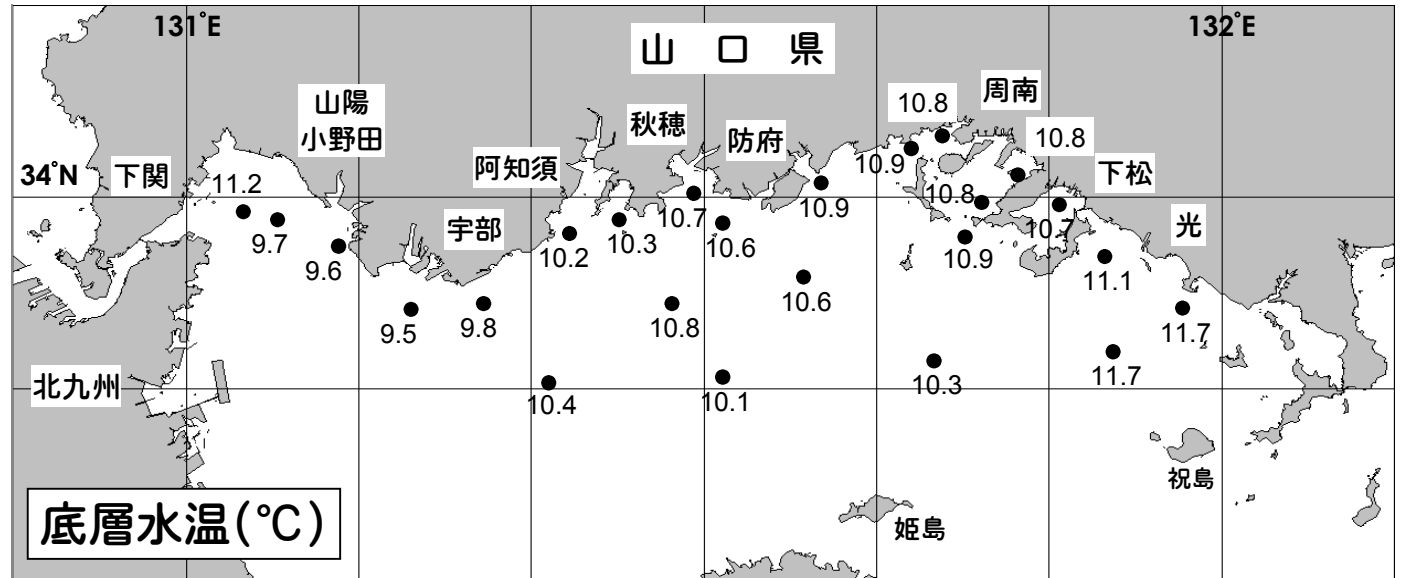 131°E
132°E
山 口 県
周南
10.8
山陽
小野田
秋穂
防府
10.8
10.9
阿知須
下松
34°N
下関
11.2
10.8
10.9
10.7
10.7
光
宇部
9.7
10.3
10.6
9.6
10.2
10.9
11.1
10.6
9.5
9.8
10.8
11.7
11.7
北九州
10.3
10.4
10.1
祝島
底層水温(℃)
姫島